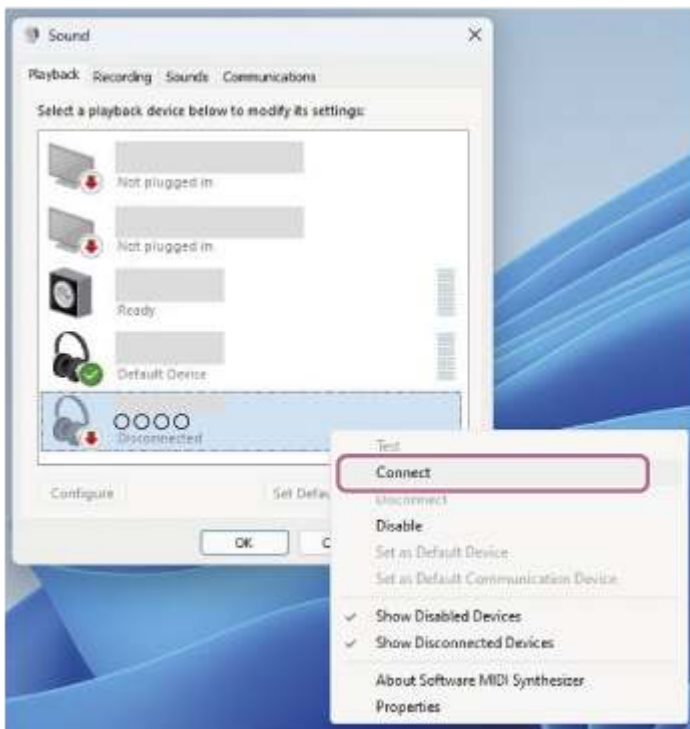 Sound
Playback Recording Sounds Communications
Select a playback device below to modify its settings:
Not plugged in
Not plugged in
Ready
Default Device
OOOO
Disconnected
Test
Connect
Disconnect
Disable
Set as Default Device
Set as Default Communication Device
Show Disabled Devices
Show Disconnected Devices
About Software MIDI Synthesizer
Properties
Configure
Set Defau
OK
C